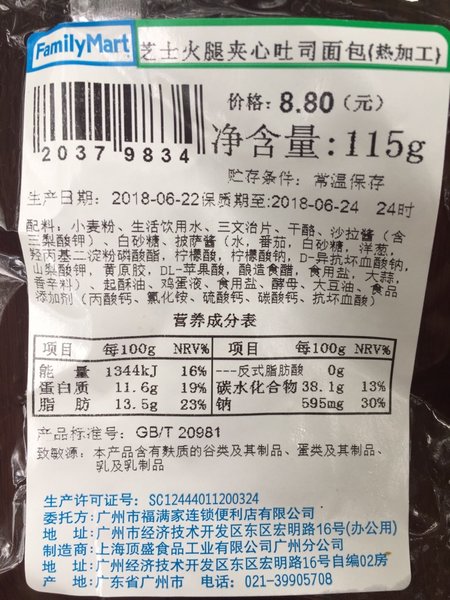 FamilyMart 芝士火腿夹心吐司面包(热加工)
价格: 8.80 (元)
2037 9834
净含量: 115g
贮存条件: 常温保存
生产日期: 2018-06-22保质期至:2018-06-24 24时
配料: 小麦粉、生活饮用水、三文治片、干酪、沙拉酱（含
三梨酸钾）、白砂糖、披萨酱（水，番茄，白砂糖，洋葱，
羟丙基二淀粉磷酸酯，柠檬酸，柠檬酸钠，D-异抗坏血酸钠，
山梨酸钾，黄原胶，DL-苹果酸，酿造食醋，食用盐，大蒜，
香辛料）、起酥油、鸡蛋液、食用盐、酵母、大豆油、食品
添加剂（丙酸钙、氯化铵、硫酸钙、碳酸钙、抗坏血酸）
营养成分表
项目 每100g NRV% 项目 每100g NRV%
能 量 1344kJ 16% ---反式脂肪酸 0g
蛋白质 11.6g 19% 碳水化合物 38.1g 13%
脂 肪 13.5g 23% 钠 595mg 30%
产品标准号: GB/T 20981
致敏源: 本产品含有麸质的谷类及其制品、蛋类及其制品、
乳及乳制品
生产许可证号: SC12444011200324
委托方:广州市福满家连锁便利店有限公司
地 址:广州市经济技术开发区东区宏明路16号(办公用)
制造商:上海顶盛食品工业有限公司广州分公司
地 址:广州经济技术开发区东区宏明路16号自编02房
产 地:广东省广州市 电话: 021-39905708